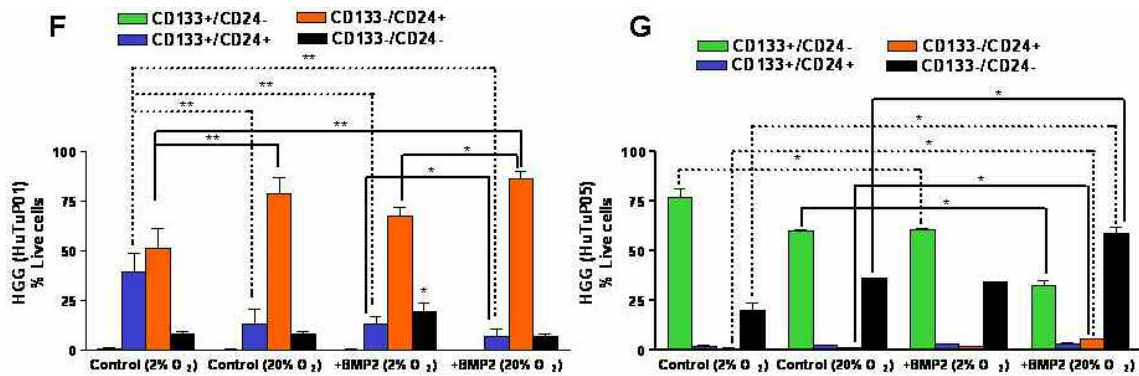 F
CD133+/CD24- CD133-/CD24+
CD133+/CD24+ CD133-/CD24-
**
**
**
**
**
*
*
*
100
75
50
25
0
HGG (HuTuP01)
% Live cells
Control (2% O 2) Control (20% O 2) +BMP2 (2% O 2) +BMP2 (20% O 2)
G
CD133+/CD24- CD133-/CD24+
CD133+/CD24+ CD133-/CD24-
*
*
*
*
*
*
100
75
50
25
0
HGG (HuTuP05)
% Live cells
Control (2% O 2) Control (20% O 2) +BMP2 (2% O 2) +BMP2 (20% O 2)